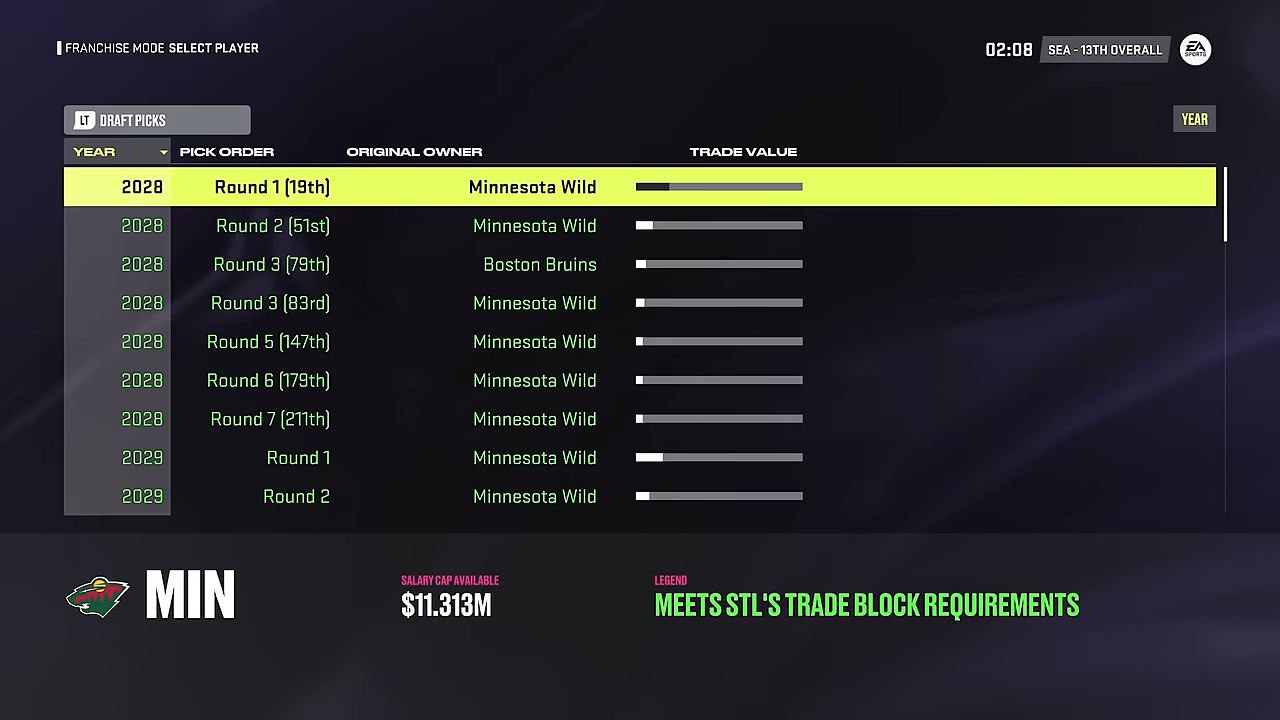 FRANCHISE MODE SELECT PLAYER
02:08 SEA - 13TH OVERALL EA SPORTS
LT DRAFT PICKS YEAR
YEAR PICK ORDER ORIGINAL OWNER TRADE VALUE
2028 Round 1 (19th) Minnesota Wild
2028 Round 2 (51st) Minnesota Wild
2028 Round 3 (79th) Boston Bruins
2028 Round 3 (83rd) Minnesota Wild
2028 Round 5 (147th) Minnesota Wild
2028 Round 6 (179th) Minnesota Wild
2028 Round 7 (211th) Minnesota Wild
2029 Round 1 Minnesota Wild
2029 Round 2 Minnesota Wild
MIN
SALARY CAP AVAILABLE
$11.313M
LEGEND
MEETS STL'S TRADE BLOCK REQUIREMENTS